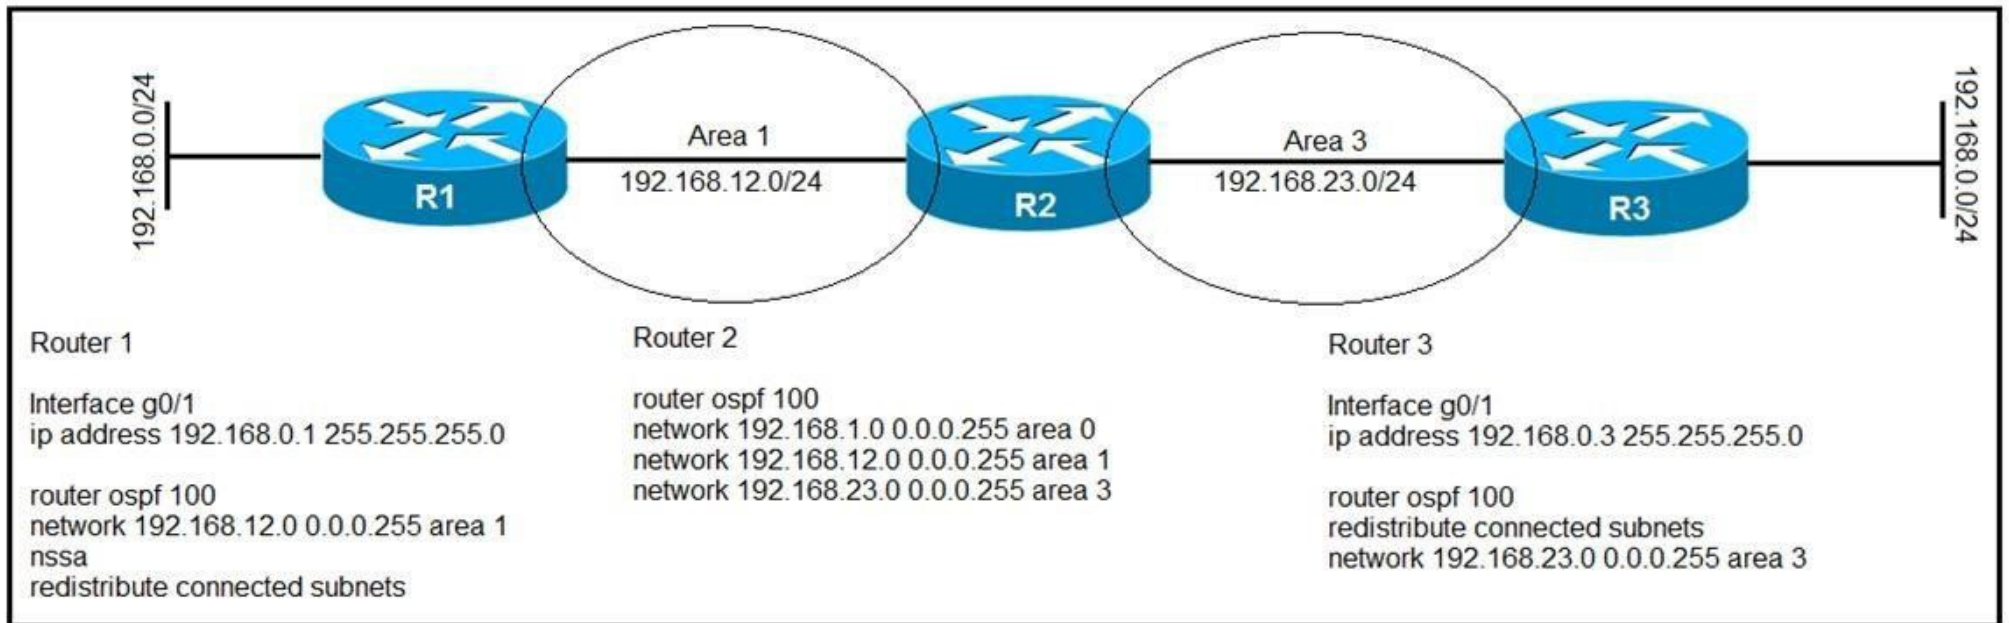 192.168.0.0/24
R1
Area 1
192.168.12.0/24
R2
Area 3
192.168.23.0/24
R3
192.168.0.0/24
Router 1
Interface g0/1
ip address 192.168.0.1 255.255.255.0
router ospf 100
network 192.168.12.0 0.0.0.255 area 1
nssa
redistribute connected subnets
Router 2
router ospf 100
network 192.168.1.0 0.0.0.255 area 0
network 192.168.12.0 0.0.0.255 area 1
network 192.168.23.0 0.0.0.255 area 3
Router 3
Interface g0/1
ip address 192.168.0.3 255.255.255.0
router ospf 100
redistribute connected subnets
network 192.168.23.0 0.0.0.255 area 3